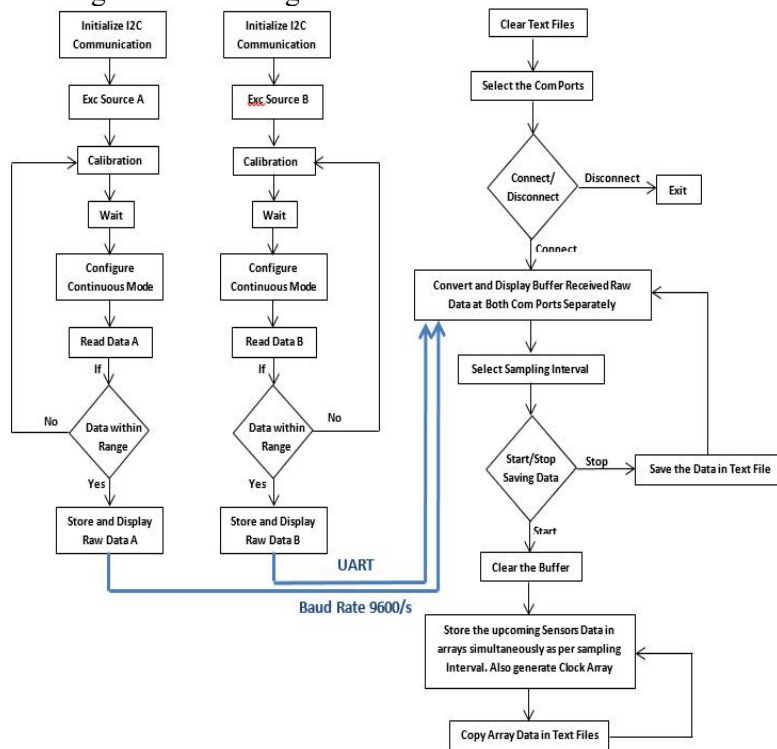 Initialize I2C
Communication
Exc Source A
Calibration
Wait
Configure
Continuous Mode
Read Data A
If
No
Data within
Range
Yes
Store and Display
Raw Data A
Initialize I2C
Communication
Exc Source B
Calibration
Wait
Configure
Continuous Mode
Read Data B
If
No
Data within
Range
Yes
Store and Display
Raw Data B
UART
Baud Rate 9600/s
Clear Text Files
Select the Com Ports
Connect/
Disconnect
Disconnect
Exit
Connect
Convert and Display Buffer Received Raw
Data at Both Com Ports Separately
Select Sampling Interval
Start/Stop
Saving Data
Stop
Save the Data in Text File
Start
Clear the Buffer
Store the upcoming Sensors Data in
arrays simultaneously as per sampling
Interval. Also generate Clock Array
Copy Array Data in Text Files